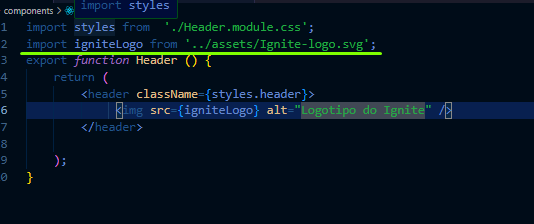 import styles
components >
1 import styles from './Header.module.css';
2 import igniteLogo from '../assets/Ignite-logo.svg';
3 export function Header () {
4 return (
5 <header className={styles.header}>
6 <img src={igniteLogo} alt="Logotipo do Ignite" />
7 </header>
8
9 );
0 }